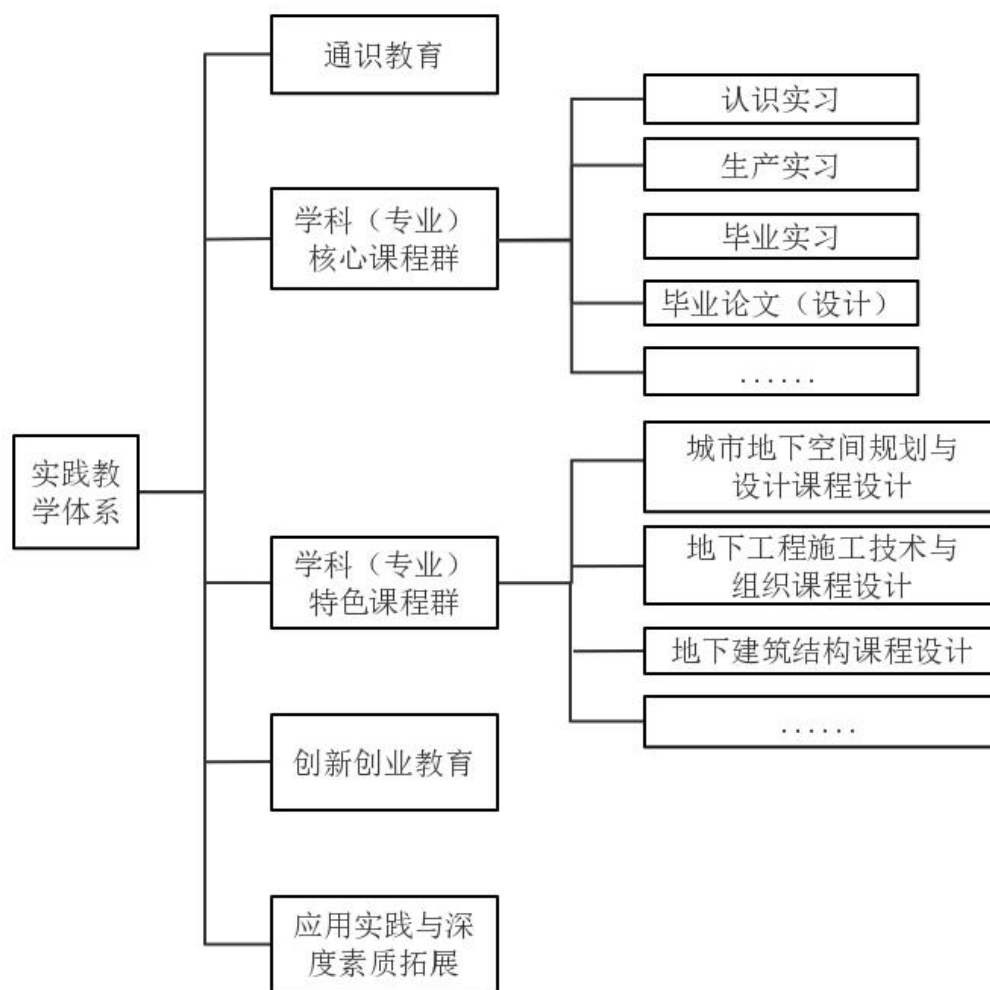 通识教育
认识实习
生产实习
学科（专业）
核心课程群
毕业实习
毕业论文（设计）
......
实践教
学体系
城市地下空间规划与
设计课程设计
学科（专业）
特色课程群
地下工程施工技术与
组织课程设计
地下建筑结构课程设计
......
创新创业教育
应用实践与深
度素质拓展